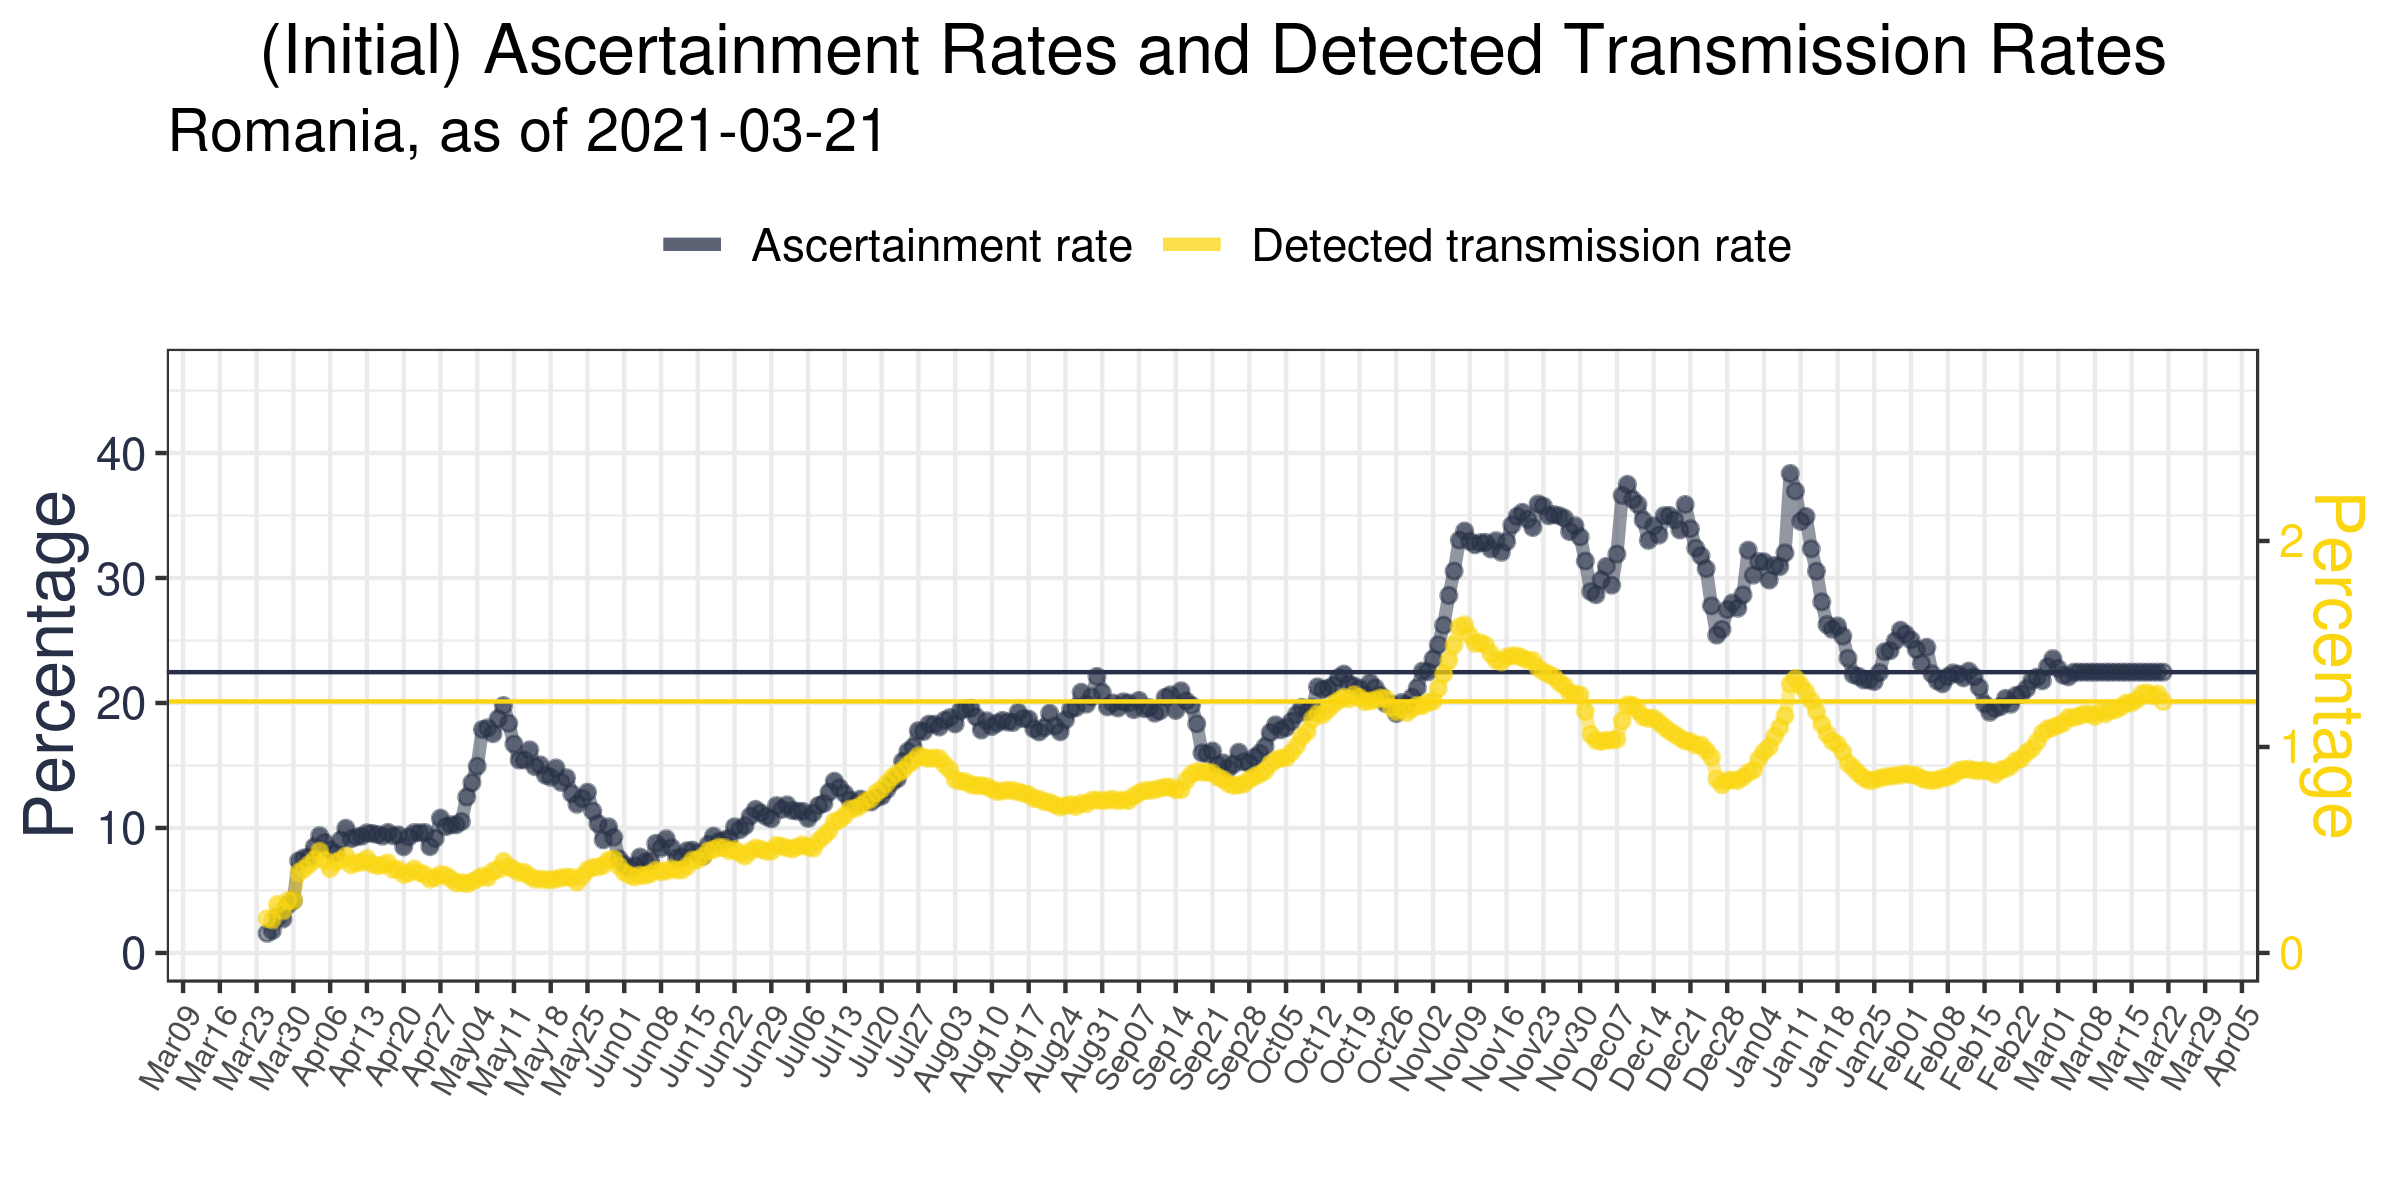 (Initial) Ascertainment Rates and Detected Transmission Rates
Romania, as of 2021-03-21
Ascertainment rate Detected transmission rate
Percentage
40
30
20
10
0
2
1
0
Percentage
Mar09 Mar16 Mar23 Mar30 Apr06 Apr13 Apr20 Apr27 May04 May11 May18 May25 Jun01 Jun08 Jun15 Jun22 Jun29 Jul06 Jul13 Jul20 Jul27 Aug03 Aug10 Aug17 Aug24 Aug31 Sep07 Sep14 Sep21 Sep28 Oct05 Oct12 Oct19 Oct26 Nov02 Nov09 Nov16 Nov23 Nov30 Dec07 Dec14 Dec21 Dec28 Jan04 Jan11 Jan18 Jan25 Feb01 Feb08 Feb15 Feb22 Mar01 Mar08 Mar15 Mar22 Mar29 Apr05